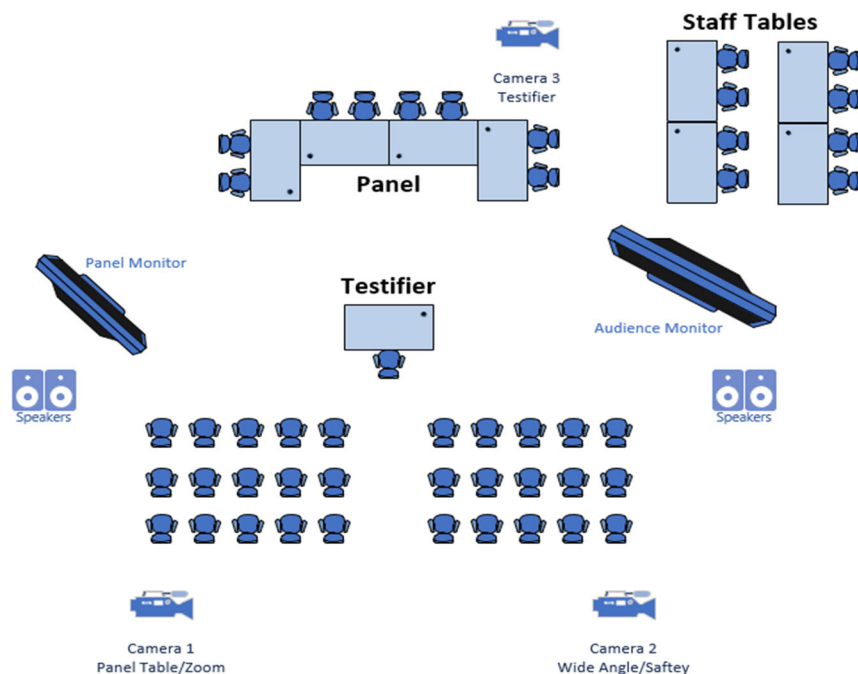 Staff Tables
Camera 3
Testifier
Panel
Panel Monitor
Testifier
Audience Monitor
Speakers
Speakers
Camera 1
Panel Table/Zoom
Camera 2
Wide Angle/Saftey